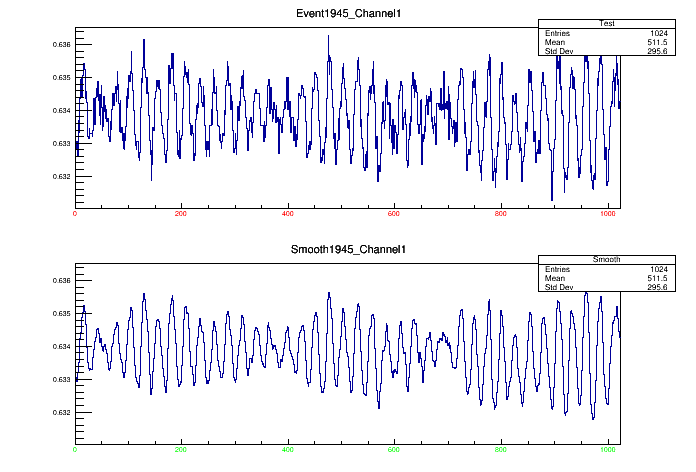 Event1945_Channel1
Test
Entries 1024
Mean 511.5
Std Dev 295.6
0.636
0.635
0.634
0.633
0.632
0 200 400 600 800 1000
Smooth1945_Channel1
Smooth
Entries 1024
Mean 511.5
Std Dev 295.6
0.636
0.635
0.634
0.633
0.632
0 200 400 600 800 1000